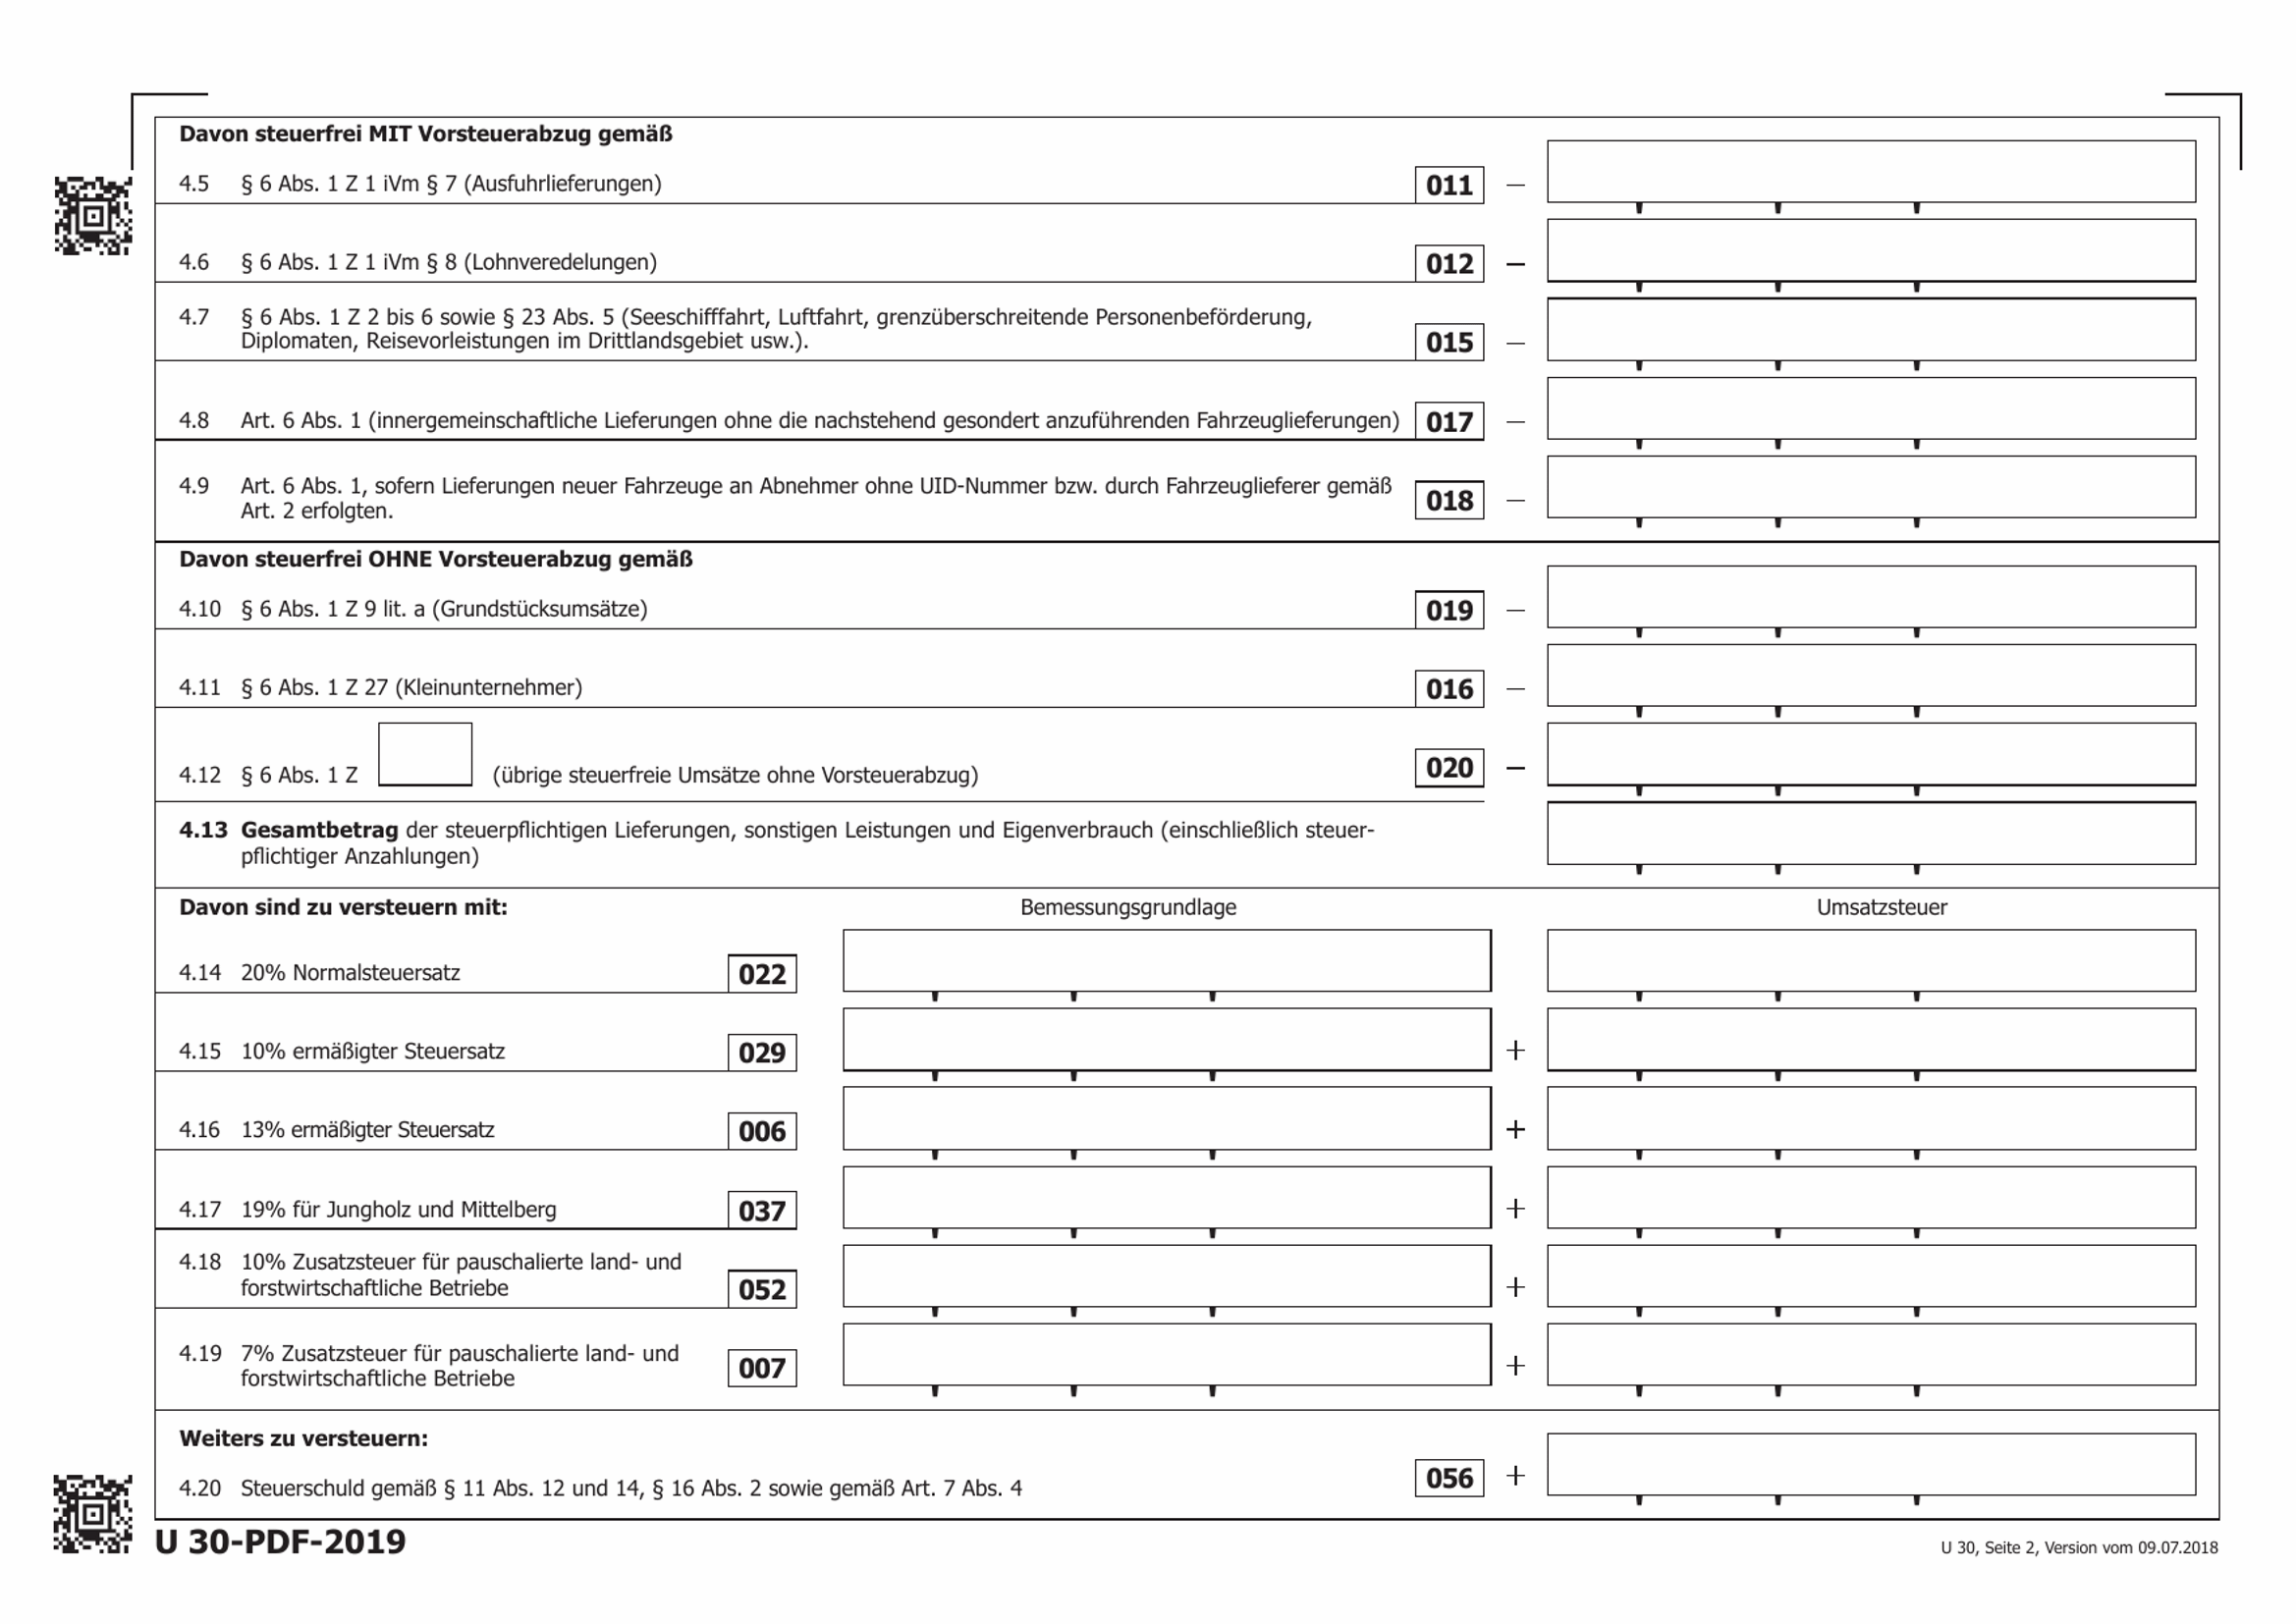 Davon steuerfrei MIT Vorsteuerabzug gemäß
4.5 § 6 Abs. 1 Z 1 iVm § 7 (Ausfuhrlieferungen) 011 –
4.6 § 6 Abs. 1 Z 1 iVm § 8 (Lohnveredelungen) 012 –
4.7 § 6 Abs. 1 Z 2 bis 6 sowie § 23 Abs. 5 (Seeschifffahrt, Luftfahrt, grenzüberschreitende Personenbeförderung,
Diplomaten, Reisevorleistungen im Drittlandsgebiet usw.). 015 –
4.8 Art. 6 Abs. 1 (innergemeinschaftliche Lieferungen ohne die nachstehend gesondert anzuführenden Fahrzeuglieferungen) 017 –
4.9 Art. 6 Abs. 1, sofern Lieferungen neuer Fahrzeuge an Abnehmer ohne UID-Nummer bzw. durch Fahrzeuglieferer gemäß
Art. 2 erfolgten. 018 –
Davon steuerfrei OHNE Vorsteuerabzug gemäß
4.10 § 6 Abs. 1 Z 9 lit. a (Grundstücksumsätze) 019 –
4.11 § 6 Abs. 1 Z 27 (Kleinunternehmer) 016 –
4.12 § 6 Abs. 1 Z (übrige steuerfreie Umsätze ohne Vorsteuerabzug) 020 –
4.13 Gesamtbetrag der steuerpflichtigen Lieferungen, sonstigen Leistungen und Eigenverbrauch (einschließlich steuer-
pflichtiger Anzahlungen)
Davon sind zu versteuern mit: Bemessungsgrundlage Umsatzsteuer
4.14 20% Normalsteuersatz 022
4.15 10% ermäßigter Steuersatz 029 +
4.16 13% ermäßigter Steuersatz 006 +
4.17 19% für Jungholz und Mittelberg 037 +
4.18 10% Zusatzsteuer für pauschalierte land- und
forstwirtschaftliche Betriebe 052 +
4.19 7% Zusatzsteuer für pauschalierte land- und
forstwirtschaftliche Betriebe 007 +
Weiters zu versteuern:
4.20 Steuerschuld gemäß § 11 Abs. 12 und 14, § 16 Abs. 2 sowie gemäß Art. 7 Abs. 4 056 +
U 30-PDF-2019 U 30, Seite 2, Version vom 09.07.2018